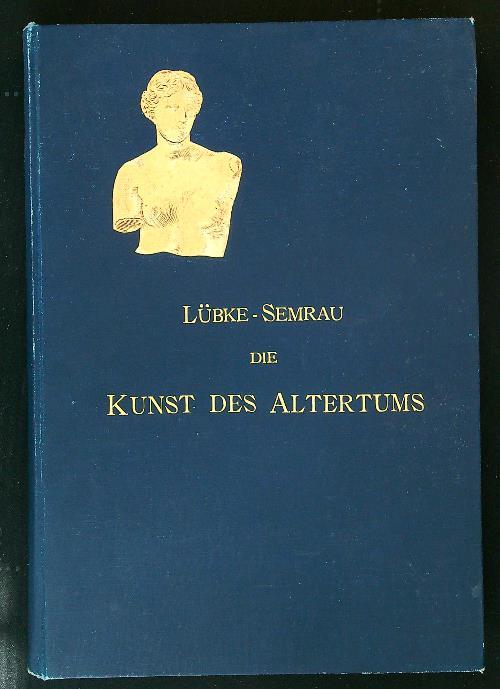 LÜBKE - SEMRAU
DIE
KUNST DES ALTERTUMS